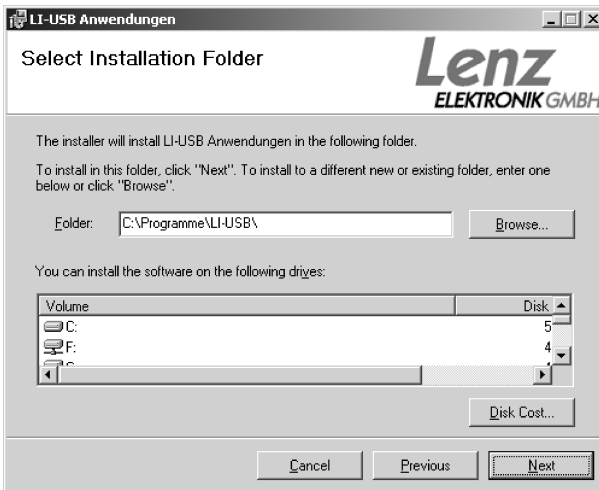 LI-USB Anwendungen
Select Installation Folder
Lenz
ELEKTRONIK GMBH
The installer will install LI-USB Anwendungen in the following folder.
To install in this folder, click "Next". To install to a different new or existing folder, enter one
below or click "Browse".
Folder: C:\Programme\LI-USB\ Browse...
You can install the software on the following drives:
Volume Disk
C: 5
F: 4
Disk Cost...
Cancel Previous Next